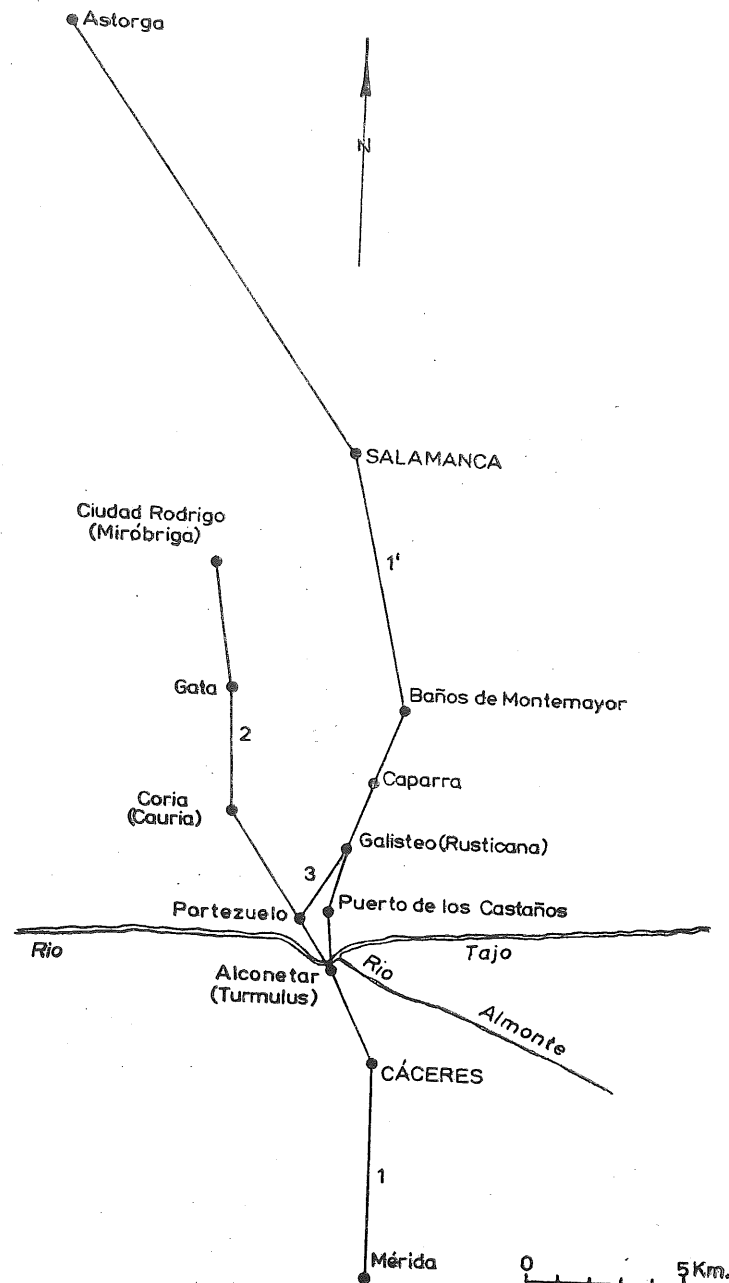 Astorga
N
SALAMANCA
Ciudad Rodrigo
(Miróbriga)
1'
Gata
Baños de Montemayor
2
Caparra
Coria
(Cauria)
Galisteo (Rusticana)
3
Portezuelo
Puerto de los Castaños
Rio
Tajo
Rio
Almonte
Alconetar
(Turmulus)
CÁCERES
1
Mérida
0
5 Km.